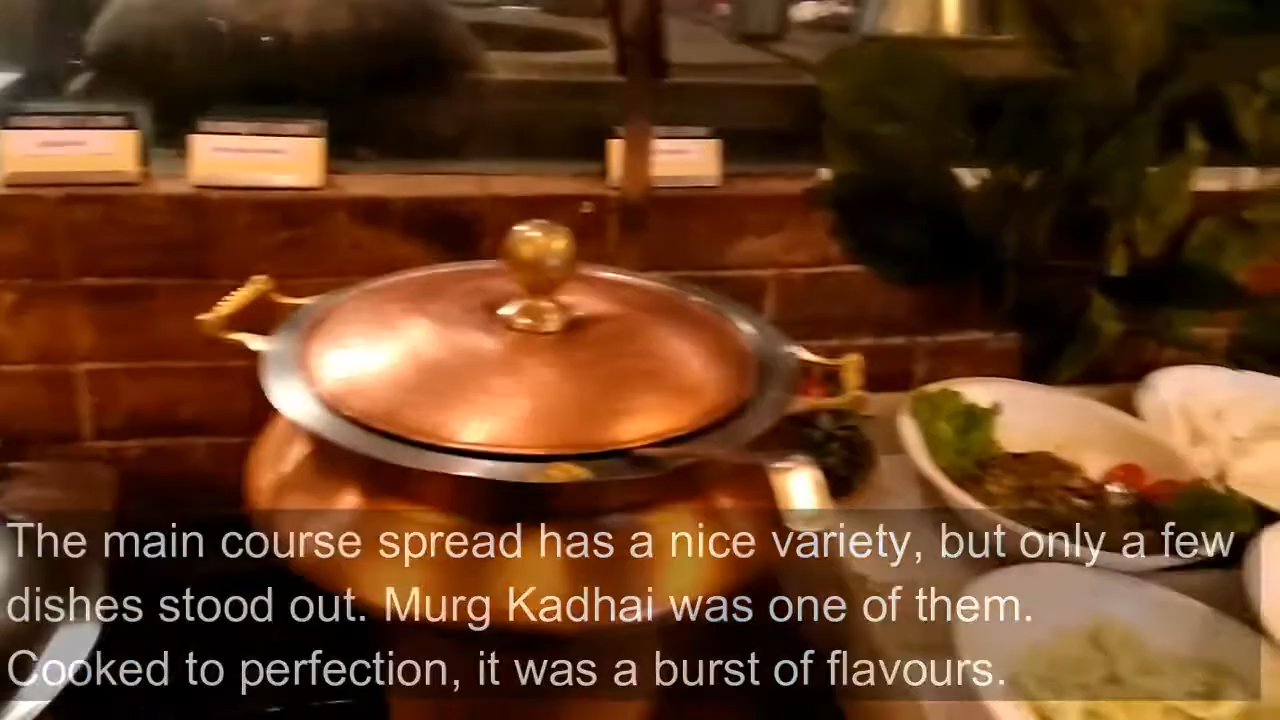 The main course spread has a nice variety, but only a few
dishes stood out. Murg Kadhai was one of them.
Cooked to perfection, it was a burst of flavours.